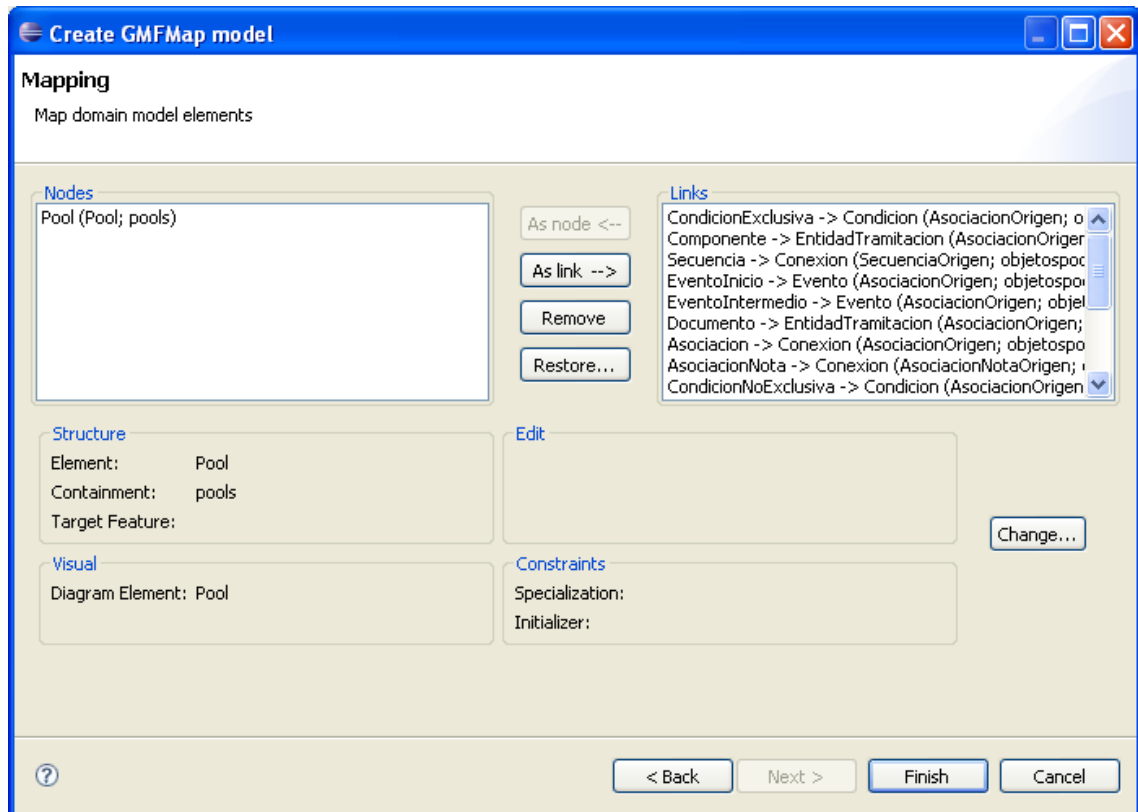 Create GMFMap model
Mapping
Map domain model elements
Nodes
Pool (Pool; pools)
As node <--
As link -->
Remove
Restore...
Links
CondicionExclusiva -> Condicion (AsociacionOrigen; o
Componente -> EntidadTramitacion (AsociacionOrigen
Secuencia -> Conexion (SecuenciaOrigen; objetospoo
EventoInicio -> Evento (AsociacionOrigen; objetospo
EventoIntermedio -> Evento (AsociacionOrigen; obje
Documento -> EntidadTramitacion (AsociacionOrigen;
Asociacion -> Conexion (AsociacionOrigen; objetospo
AsociacionNota -> Conexion (AsociacionNotaOrigen;
CondicionNoExclusiva -> Condicion (AsociacionOrigen
Structure
Element: Pool
Containment: pools
Target Feature:
Edit
Change...
Visual
Diagram Element: Pool
Constraints
Specialization:
Initializer:
?
< Back
Next >
Finish
Cancel